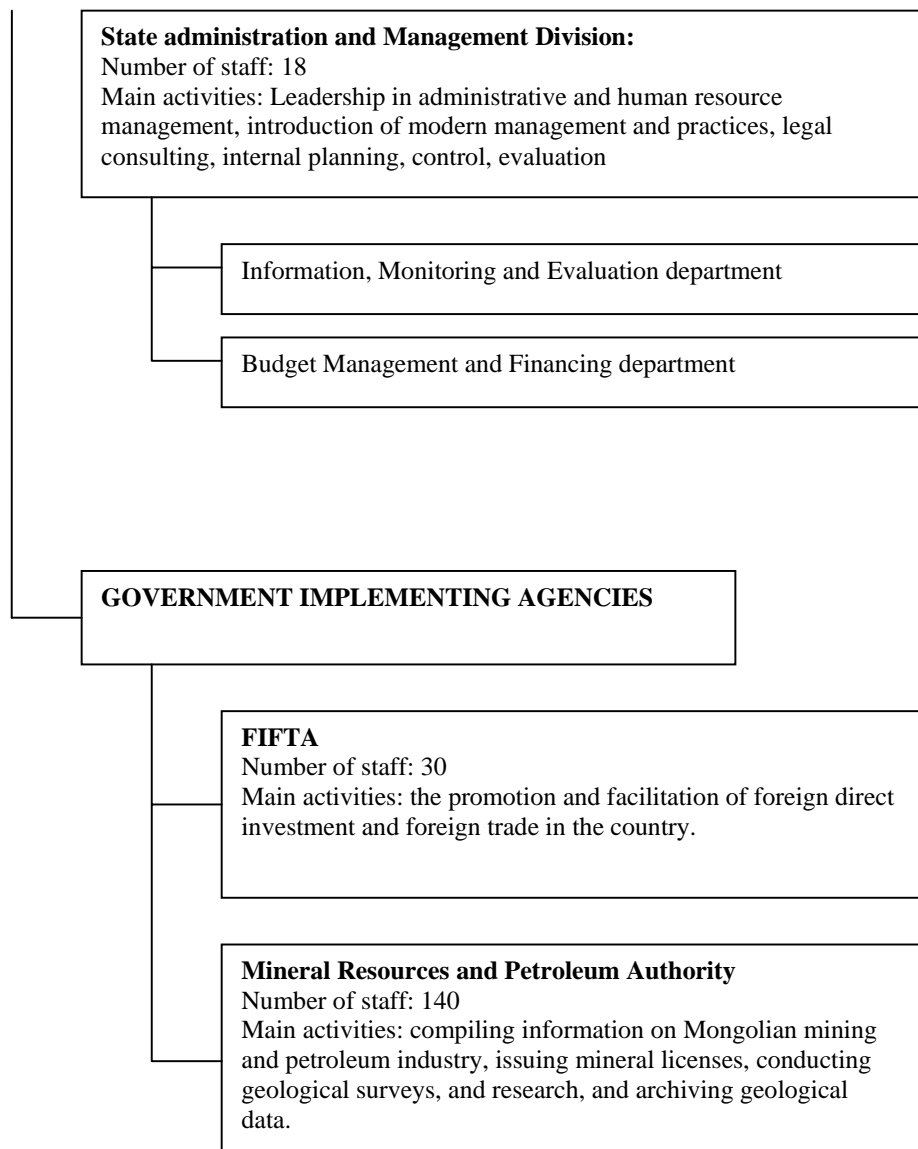 State administration and Management Division:
Number of staff: 18
Main activities: Leadership in administrative and human resource
management, introduction of modern management and practices, legal
consulting, internal planning, control, evaluation
Information, Monitoring and Evaluation department
Budget Management and Financing department
GOVERNMENT IMPLEMENTING AGENCIES
FIFTA
Number of staff: 30
Main activities: the promotion and facilitation of foreign direct
investment and foreign trade in the country.
Mineral Resources and Petroleum Authority
Number of staff: 140
Main activities: compiling information on Mongolian mining
and petroleum industry, issuing mineral licenses, conducting
geological surveys, and research, and archiving geological
data.